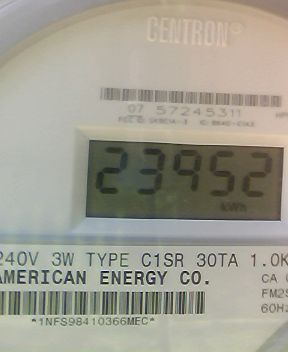 CENTRON
07 57245311
23952
kWh
240V 3W TYPE C1SR 30TA 1.0K
AMERICAN ENERGY CO.
CA
FM2S
60Hz
*1NFS98410366MEC*